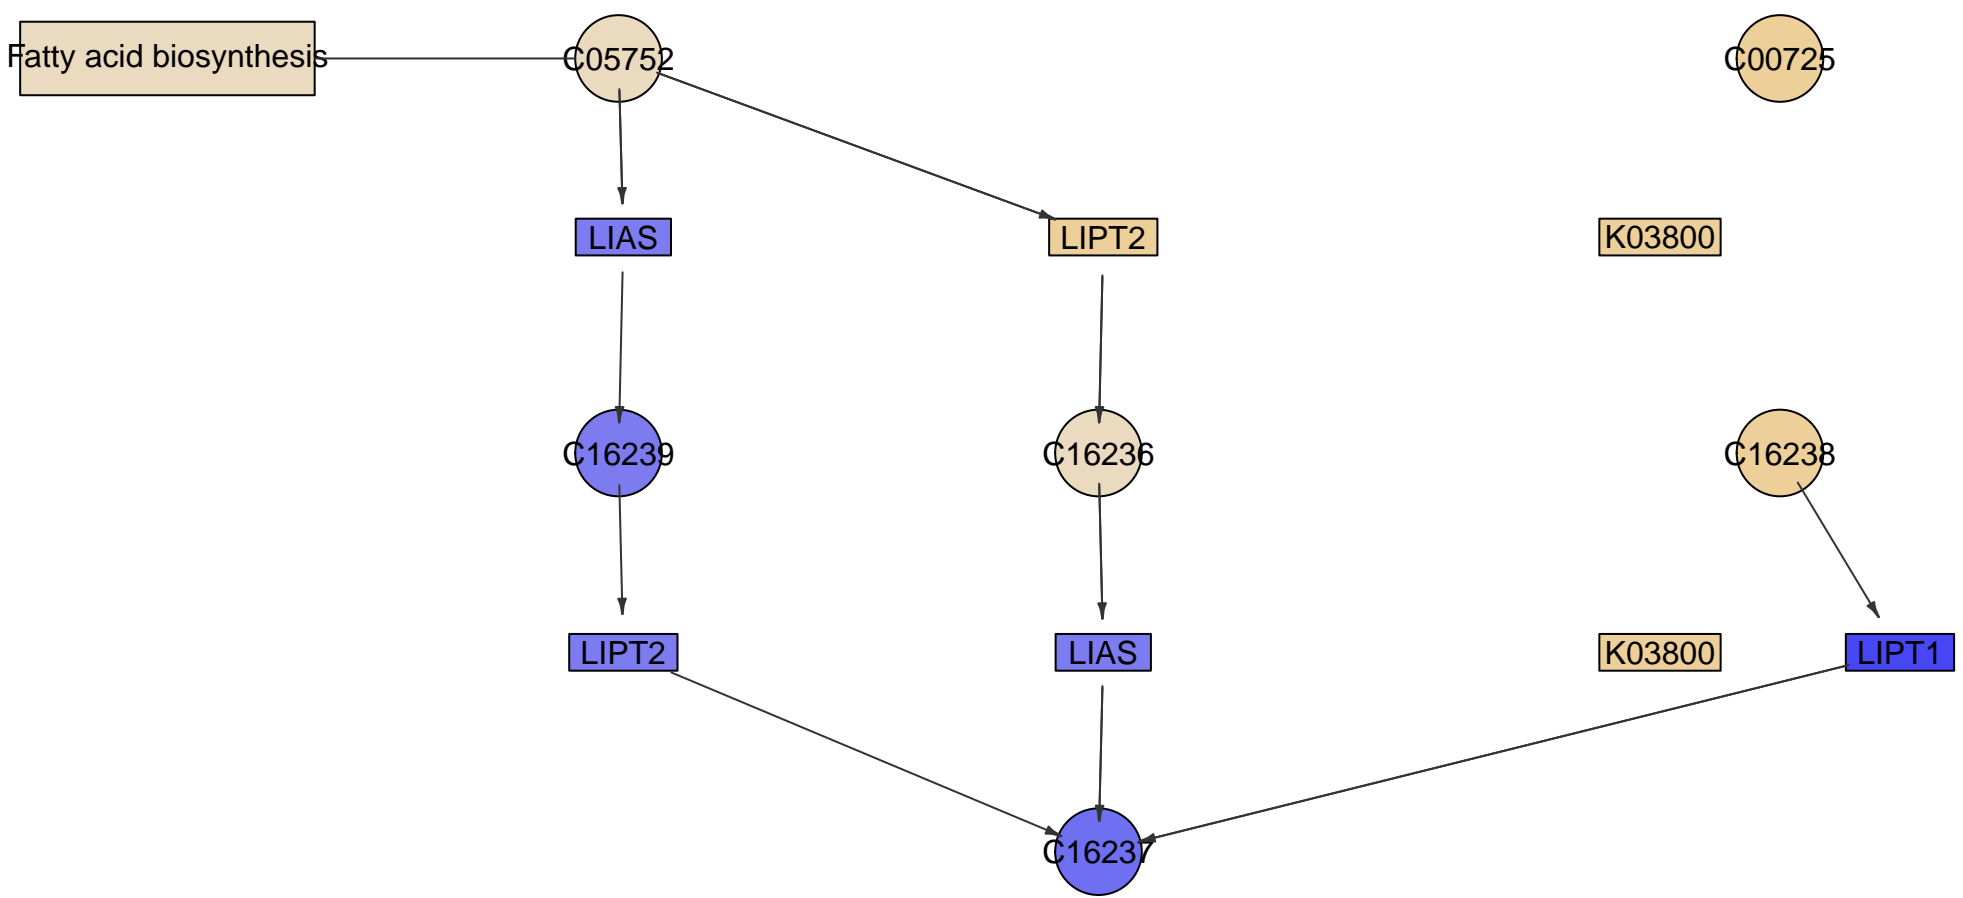 Fatty acid biosynthesis
C05752
C00725
LIAS
LIPT2
K03800
C16239
C16236
C16238
LIPT2
LIAS
K03800
LIPT1
C16237